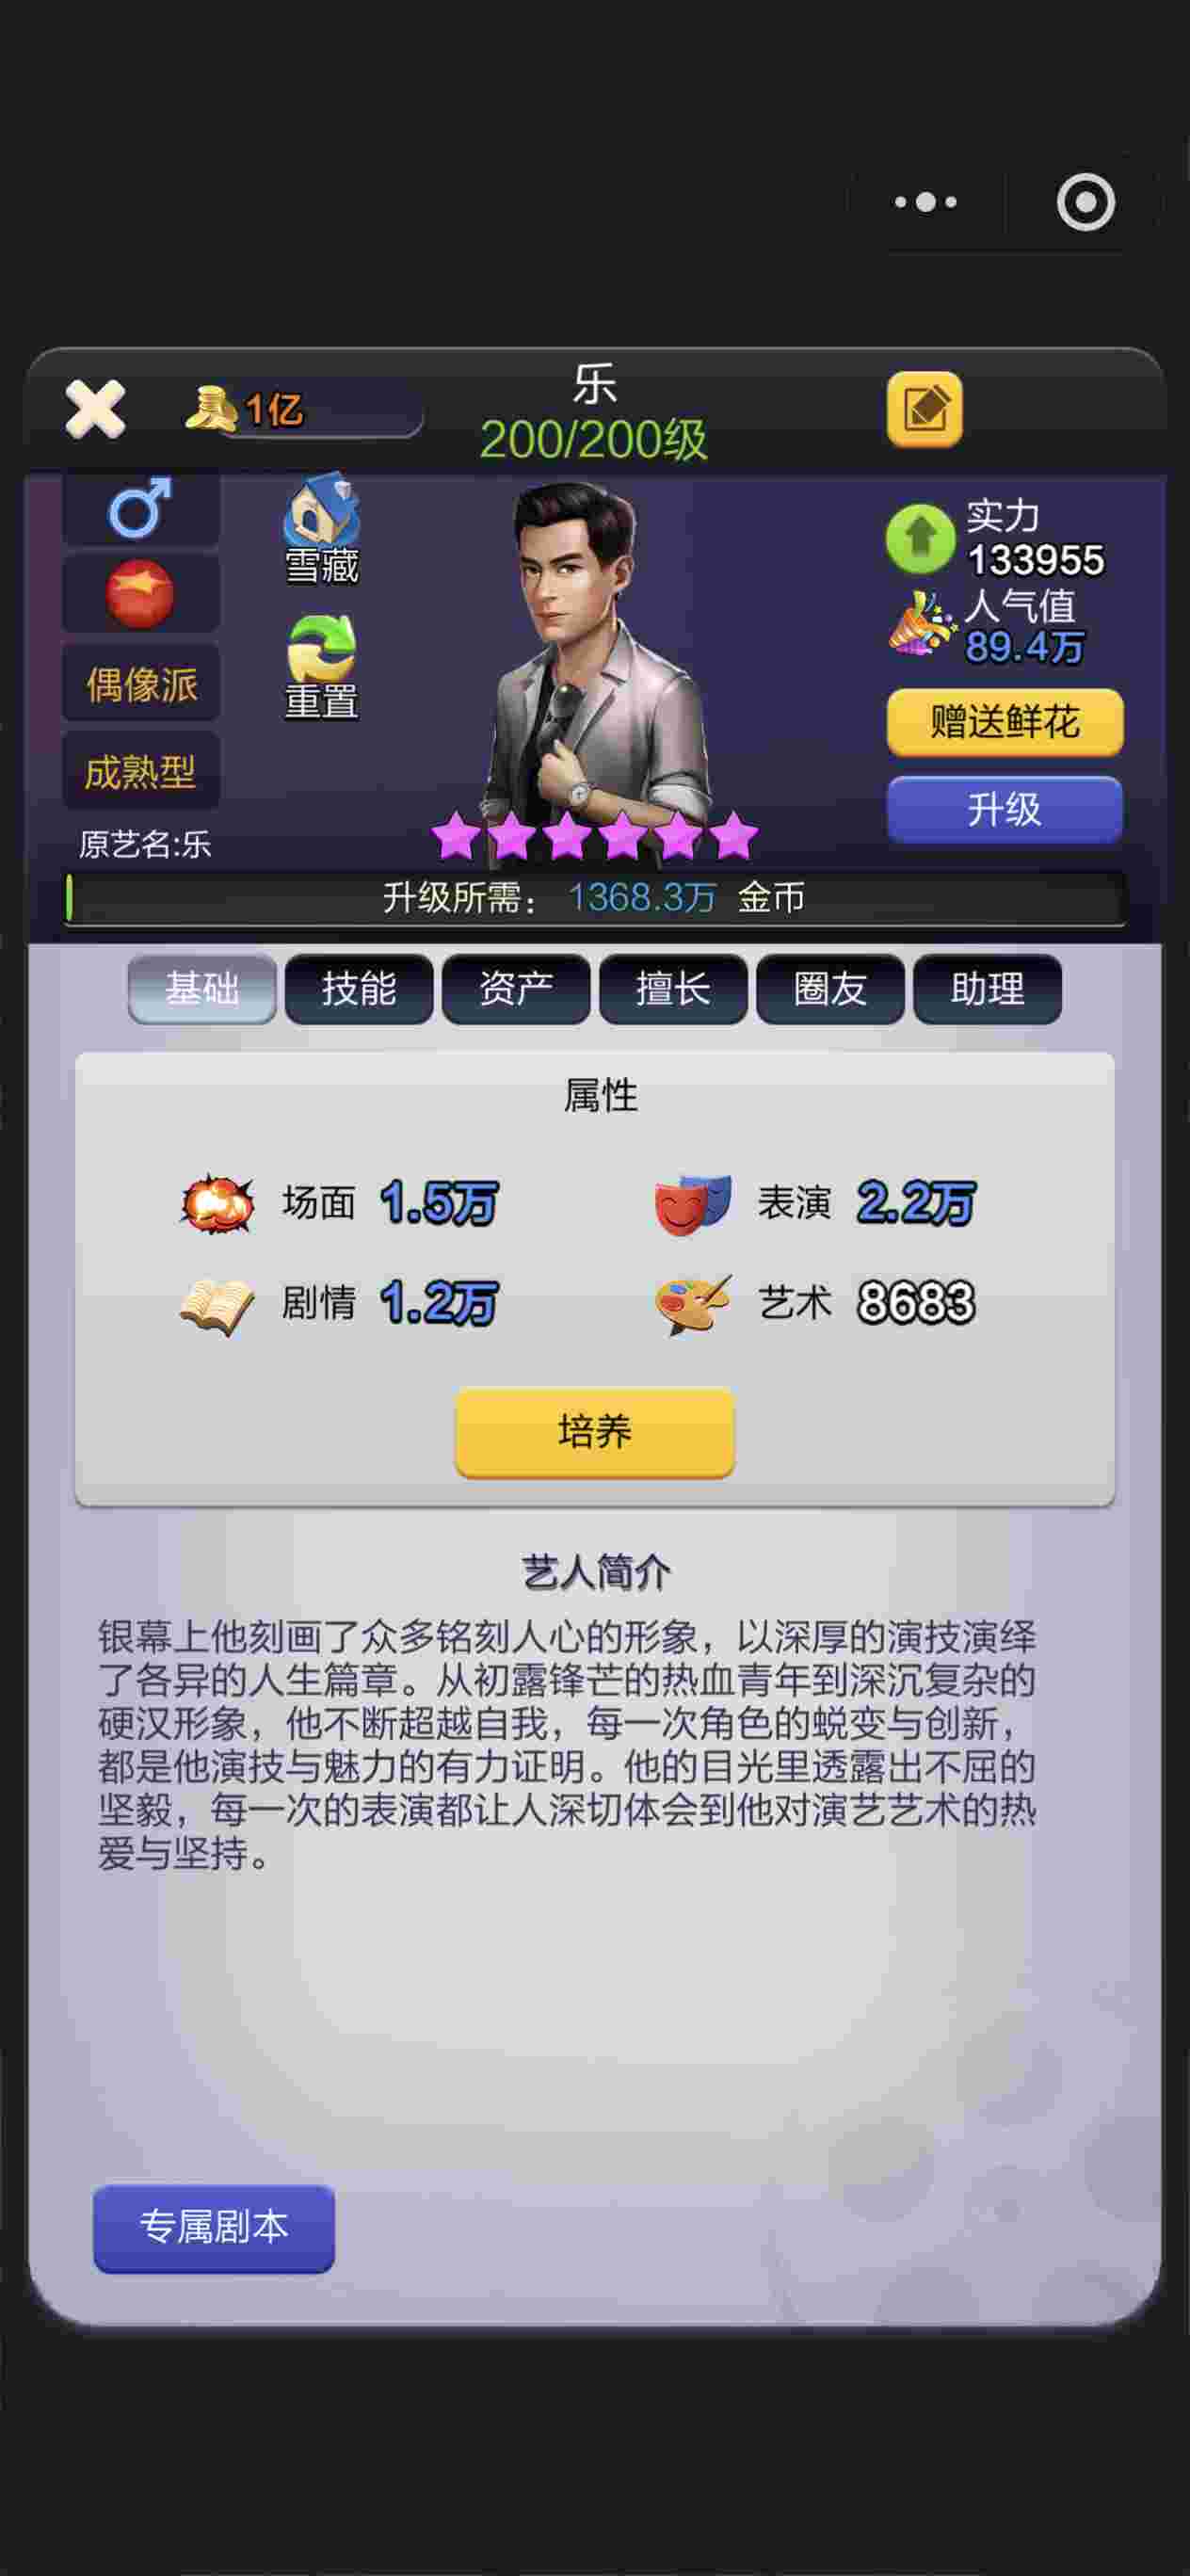 乐
1亿
200/200级
雪藏
重置
偶像派
成熟型
原艺名:乐
实力
133955
人气值
89.4万
赠送鲜花
升级
升级所需： 1368.3万 金币
基础 技能 资产 擅长 圈友 助理
属性
场面 1.5万 表演 2.2万
剧情 1.2万 艺术 8683
培养
艺人简介
银幕上他刻画了众多铭刻人心的形象，以深厚的演技演绎
了各异的人生篇章。从初露锋芒的热血青年到深沉复杂的
硬汉形象，他不断超越自我，每一次角色的蜕变与创新，
都是他演技与魅力的有力证明。他的目光里透露出不屈的
坚毅，每一次的表演都让人深切体会到他对演艺艺术的热
爱与坚持。
专属剧本